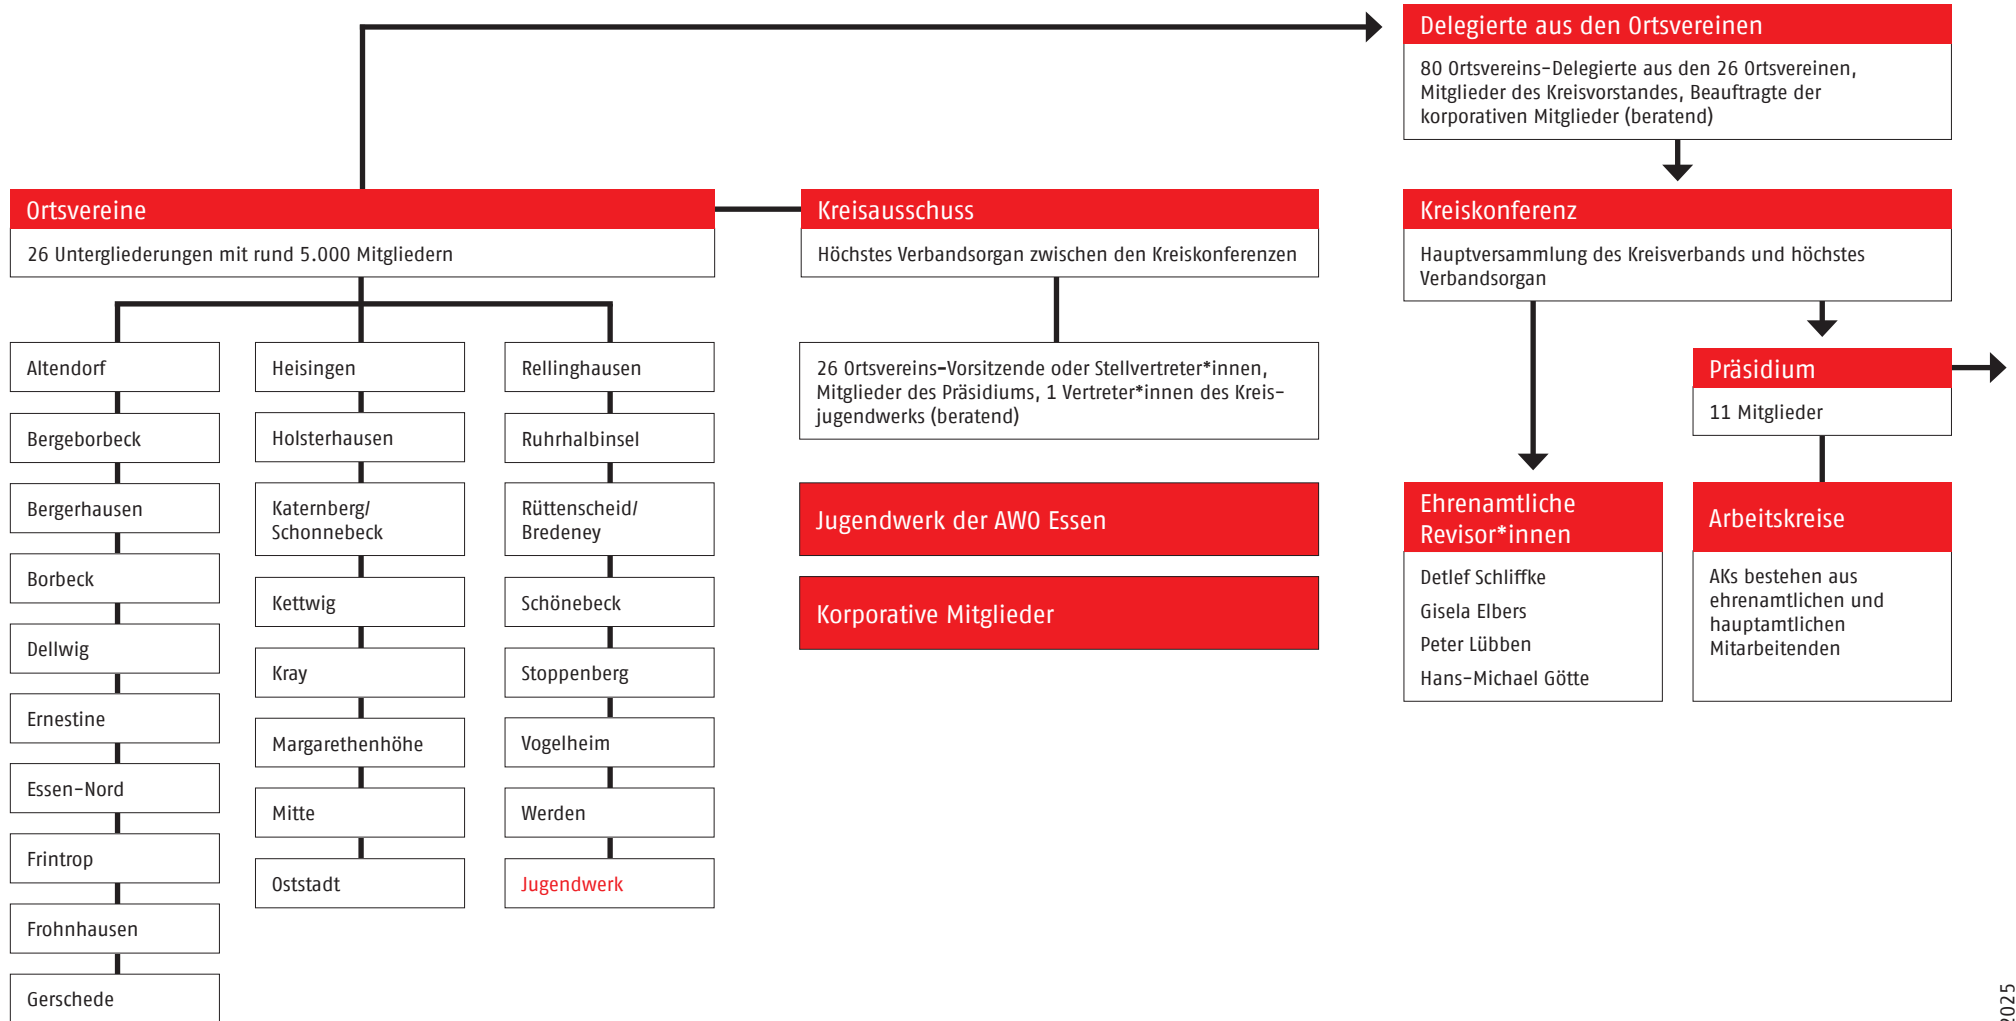 Delegierte aus den Ortsvereinen
80 Ortsvereins-Delegierte aus den 26 Ortsvereinen,
Mitglieder des Kreisvorstandes, Beauftragte der
korporativen Mitglieder (beratend)
Ortsvereine
26 Untergliederungen mit rund 5.000 Mitgliedern
Kreisausschuss
Höchstes Verbandsorgan zwischen den Kreiskonferenzen
Kreiskonferenz
Hauptversammlung des Kreisverbands und höchstes
Verbandsorgan
Altendorf
Bergeborbeck
Bergerhausen
Borbeck
Dellwig
Ernestine
Essen-Nord
Frintrop
Frohnhausen
Gerschede
Heisingen
Holsterhausen
Katernberg/
Schonnebeck
Kettwig
Kray
Margarethenhöhe
Mitte
Oststadt
Rellinghausen
Ruhrhalbinsel
Rüttenscheid/
Bredeney
Schönebeck
Stoppenberg
Vogelheim
Werden
Jugendwerk
26 Ortsvereins-Vorsitzende oder Stellvertreter*innen,
Mitglieder des Präsidiums, 1 Vertreter*innen des Kreis-
jugendwerks (beratend)
Jugendwerk der AWO Essen
Korporative Mitglieder
Präsidium
11 Mitglieder
Ehrenamtliche
Revisor*innen
Detlef Schliffke
Gisela Elbers
Peter Lübben
Hans-Michael Götte
Arbeitskreise
AKs bestehen aus
ehrenamtlichen und
hauptamtlichen
Mitarbeitenden
2025